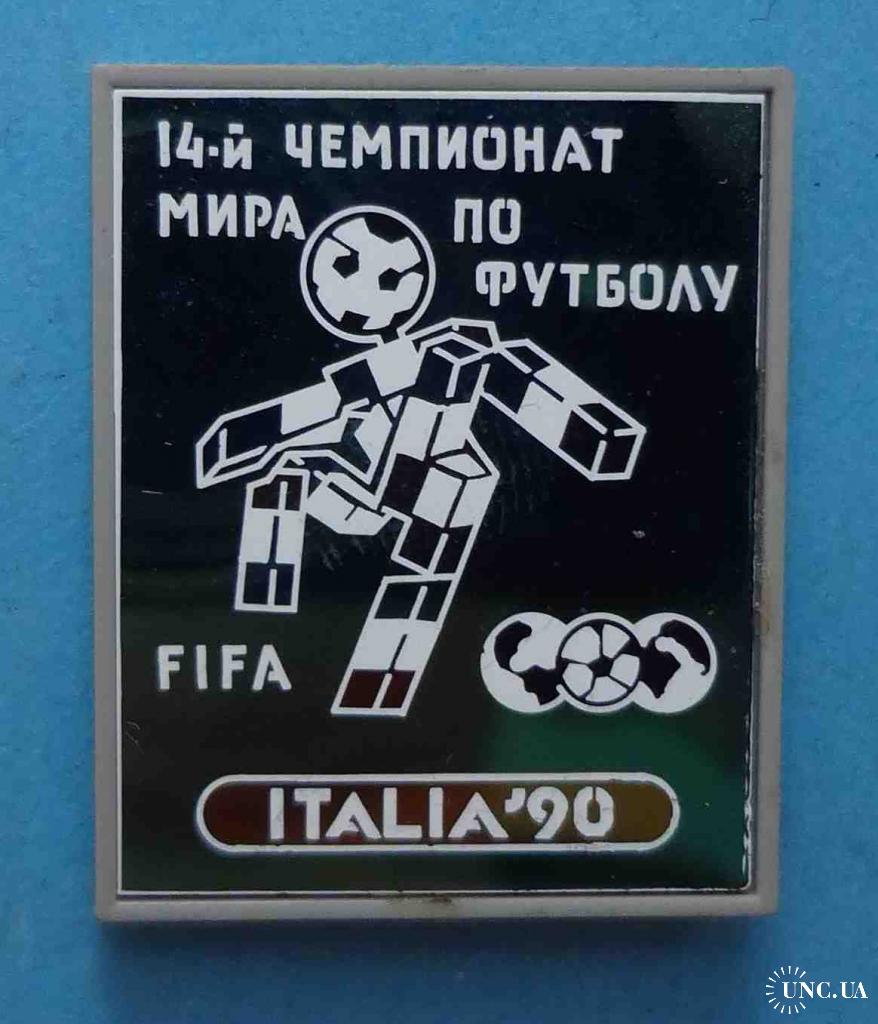 14-й ЧЕМПИОНАТ
МИРА ПО
ФУТБОЛУ
FIFA
ITALIA'90
UNC.UA